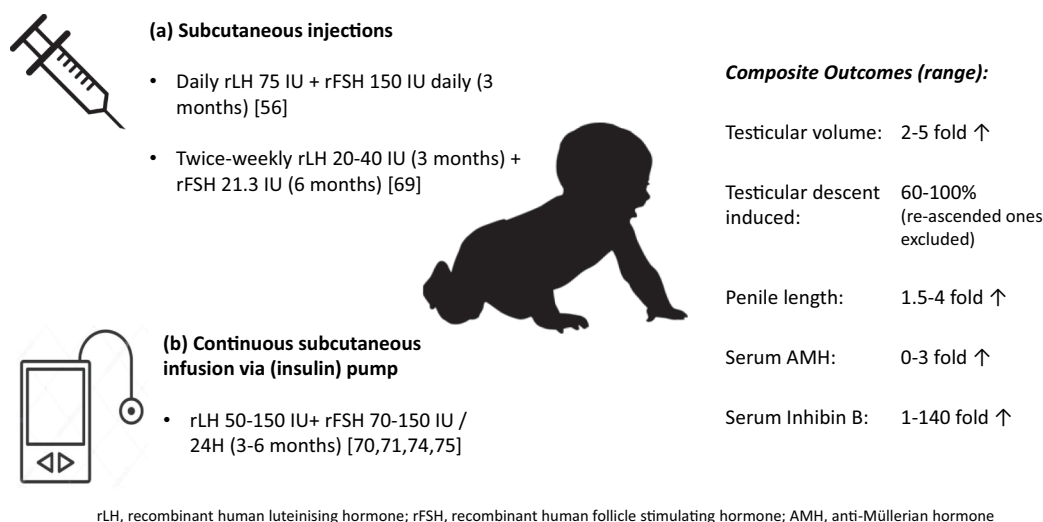 (a) Subcutaneous injections
• Daily rLH 75 IU + rFSH 150 IU daily (3
months) [56]
• Twice-weekly rLH 20-40 IU (3 months) +
rFSH 21.3 IU (6 months) [69]
(b) Continuous subcutaneous
infusion via (insulin) pump
• rLH 50-150 IU+ rFSH 70-150 IU /
24H (3-6 months) [70,71,74,75]
Composite Outcomes (range):
Testicular volume: 2-5 fold ↑
Testicular descent 60-100%
induced: (re-ascended ones
excluded)
Penile length: 1.5-4 fold ↑
Serum AMH: 0-3 fold ↑
Serum Inhibin B: 1-140 fold ↑
rLH, recombinant human luteinising hormone; rFSH, recombinant human follicle stimulating hormone; AMH, anti-Müllerian hormone